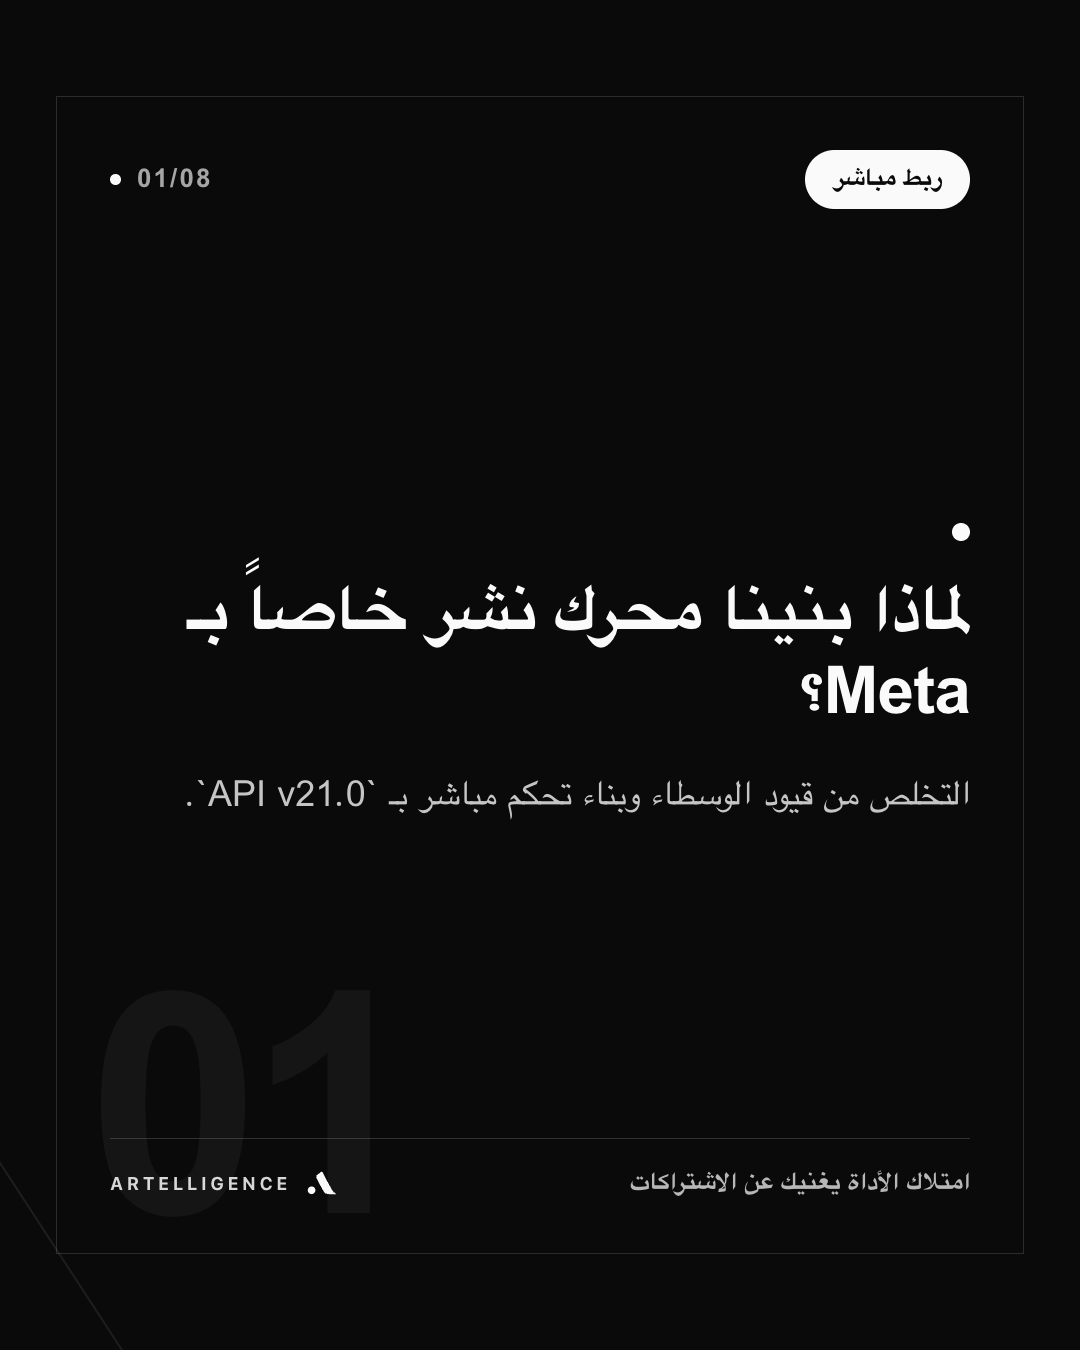 ربط مباشر
01/08
لماذا بنينا محرك نشر خاصاً بـ
Meta؟
التخلص من قيود الوسطاء وبناء تحكم مباشر بـ `API v21.0`.
01
امتلاك الأداة يغنيك عن الاشتراكات
ARTELLIGENCE